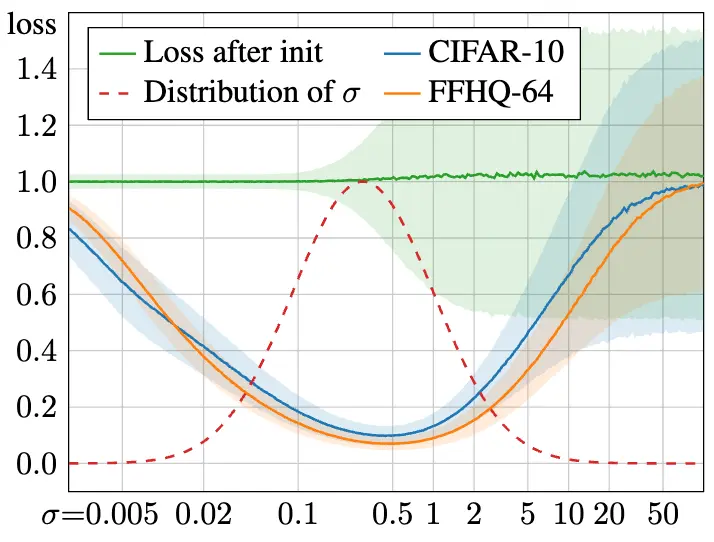 loss
Loss after init
CIFAR-10
Distribution of σ
FFHQ-64
1.4
1.2
1.0
0.8
0.6
0.4
0.2
0.0
σ=0.005 0.02 0.1 0.5 1 2 5 10 20 50